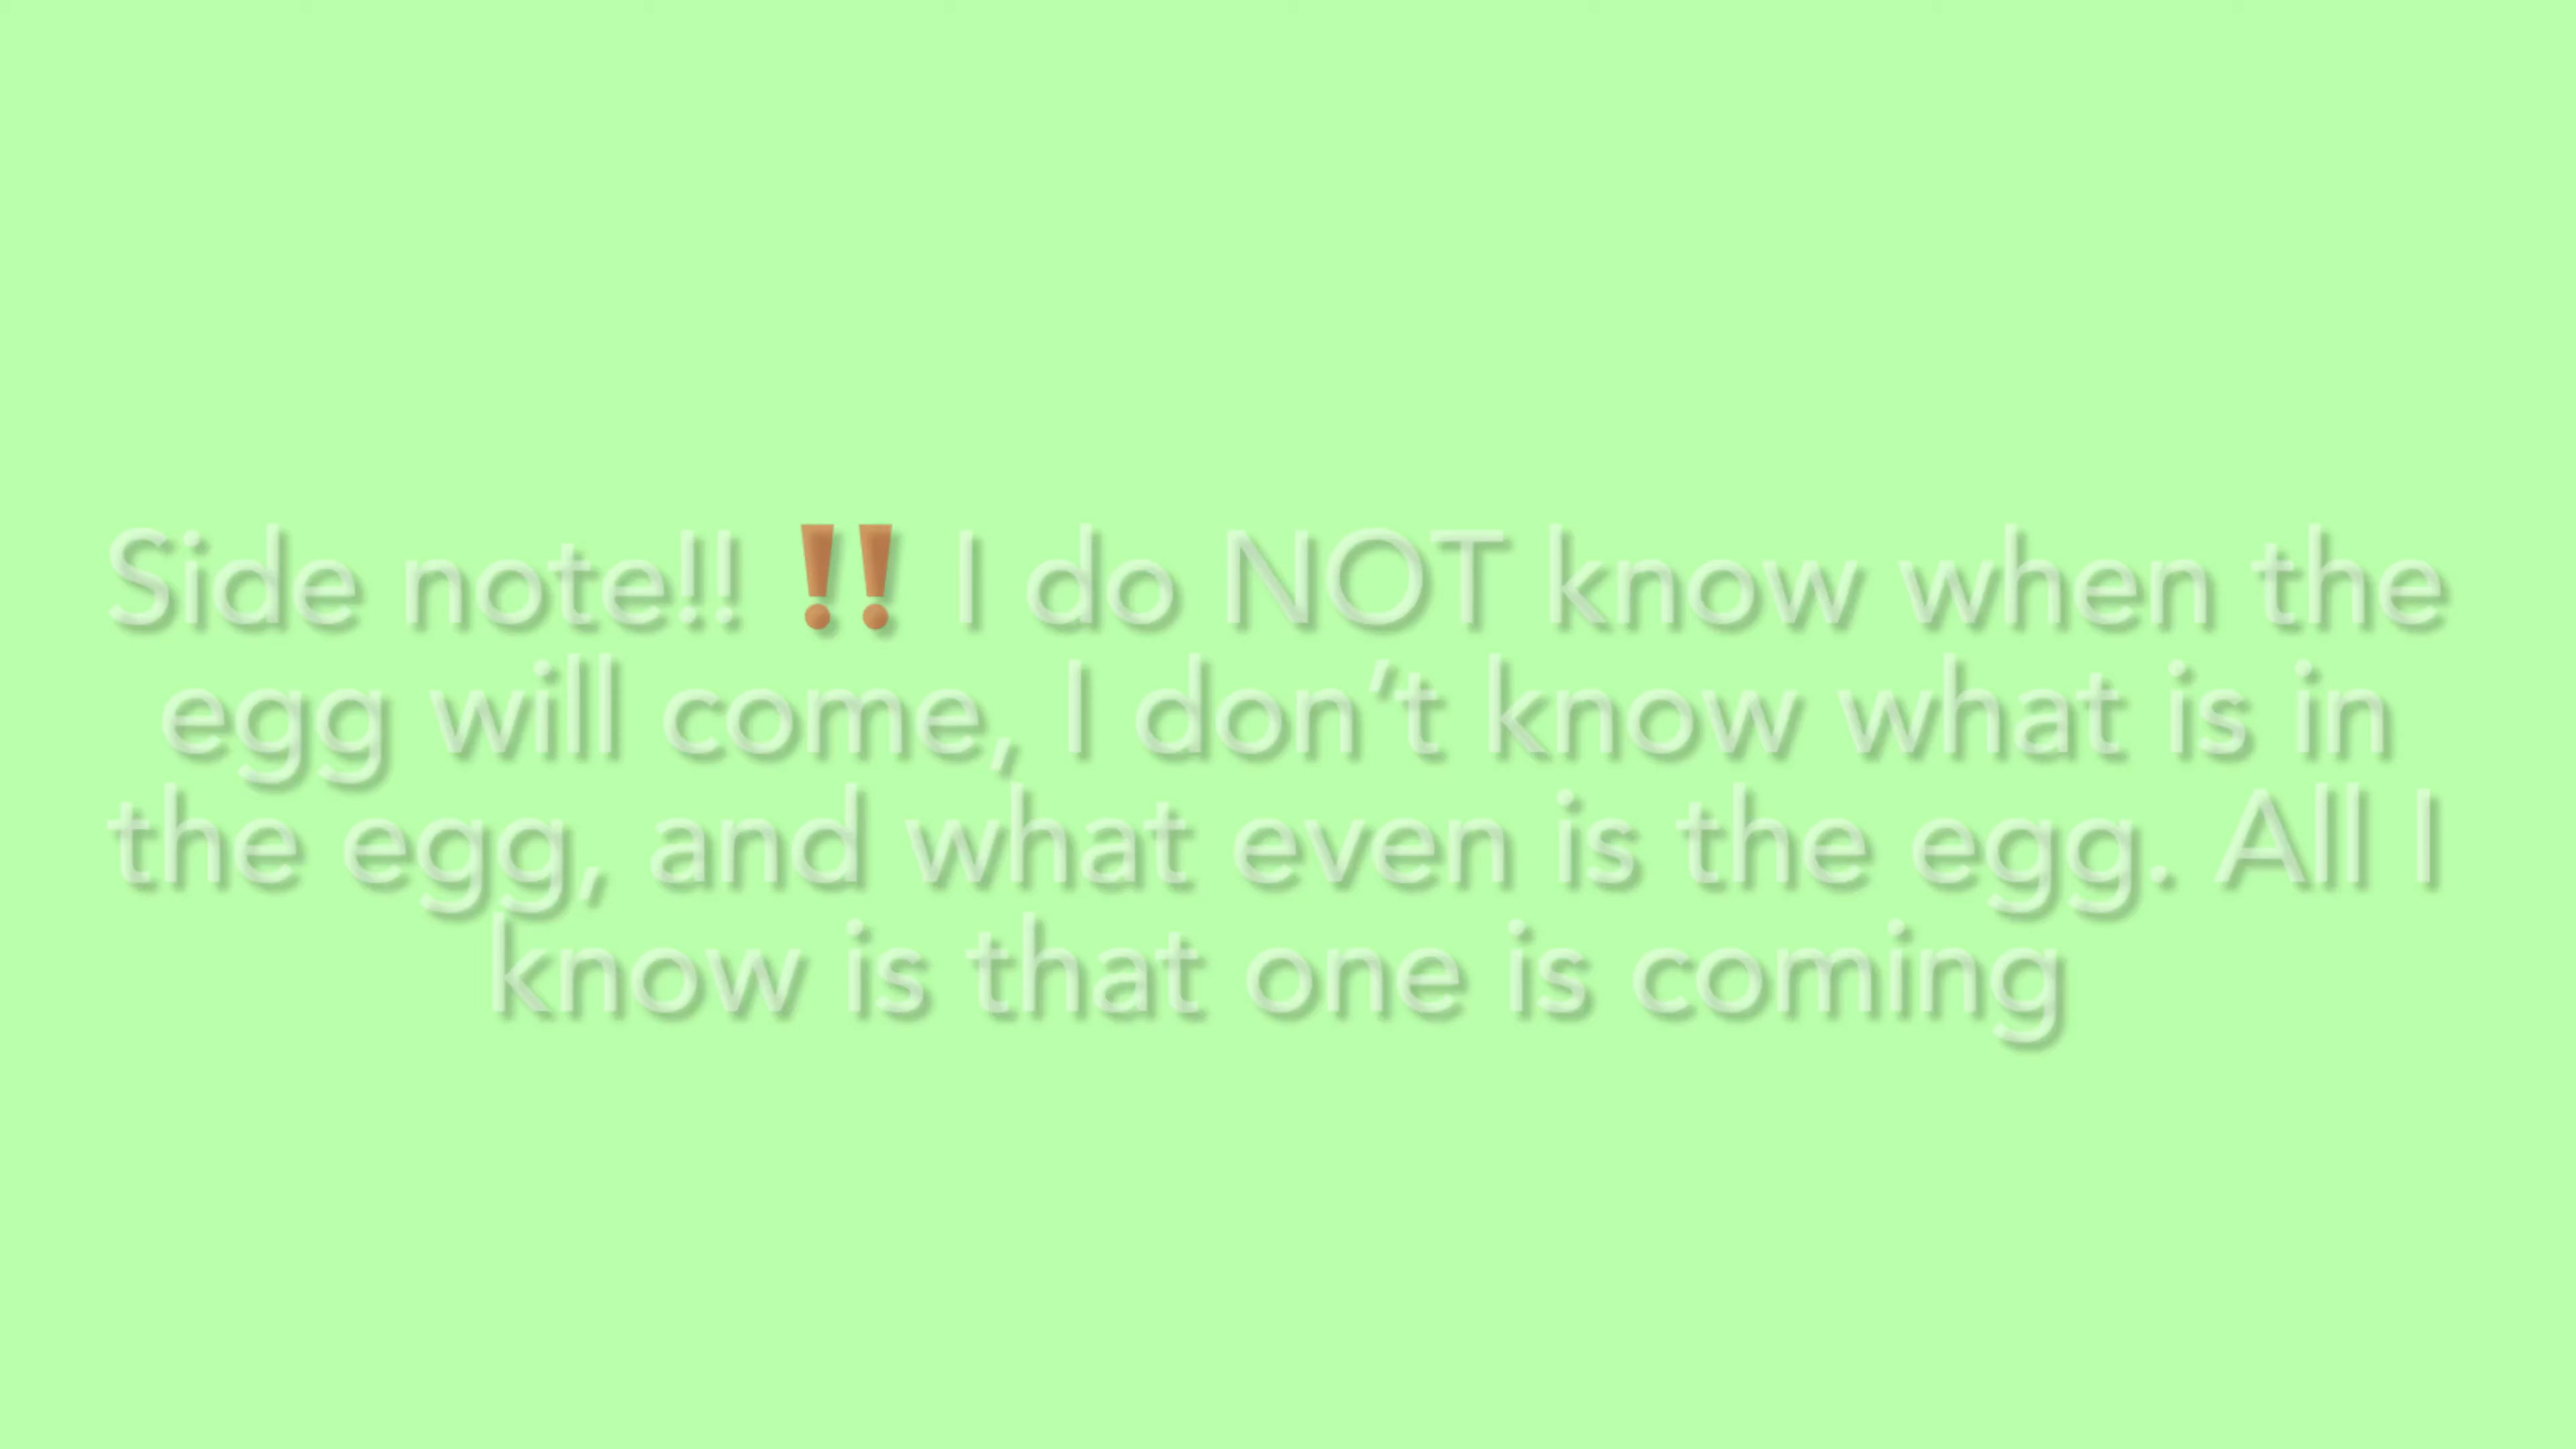 Side note!! ‼️ I do NOT know when the
egg will come, I don’t know what is in
the egg, and what even is the egg. All I
know is that one is coming